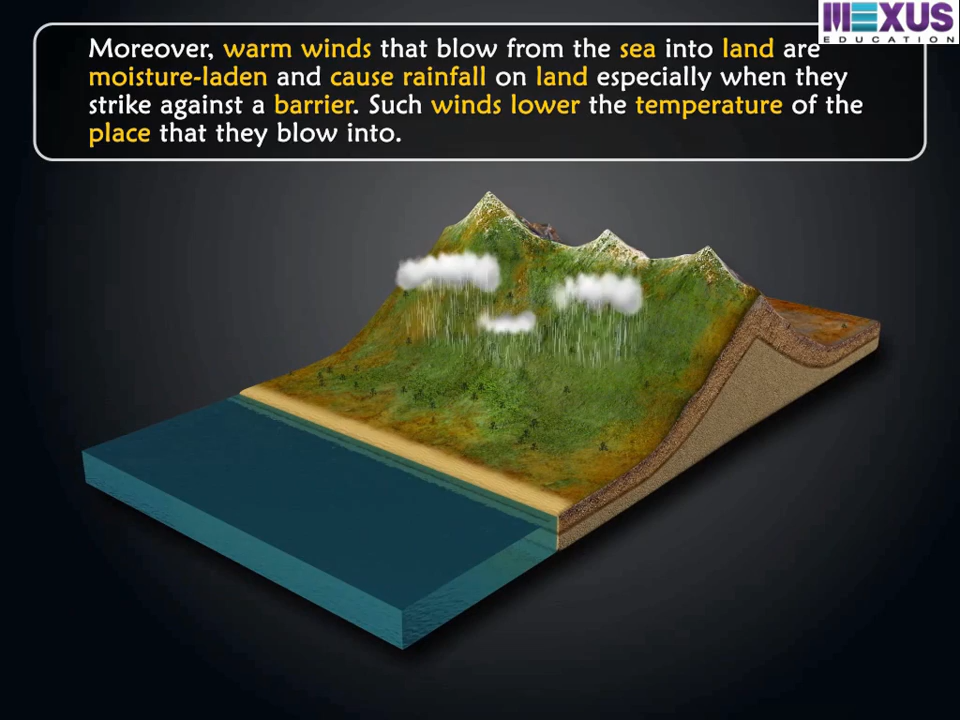 MEXUS
EDUCATION
Moreover, warm winds that blow from the sea into land are
moisture-laden and cause rainfall on land especially when they
strike against a barrier. Such winds lower the temperature of the
place that they blow into.